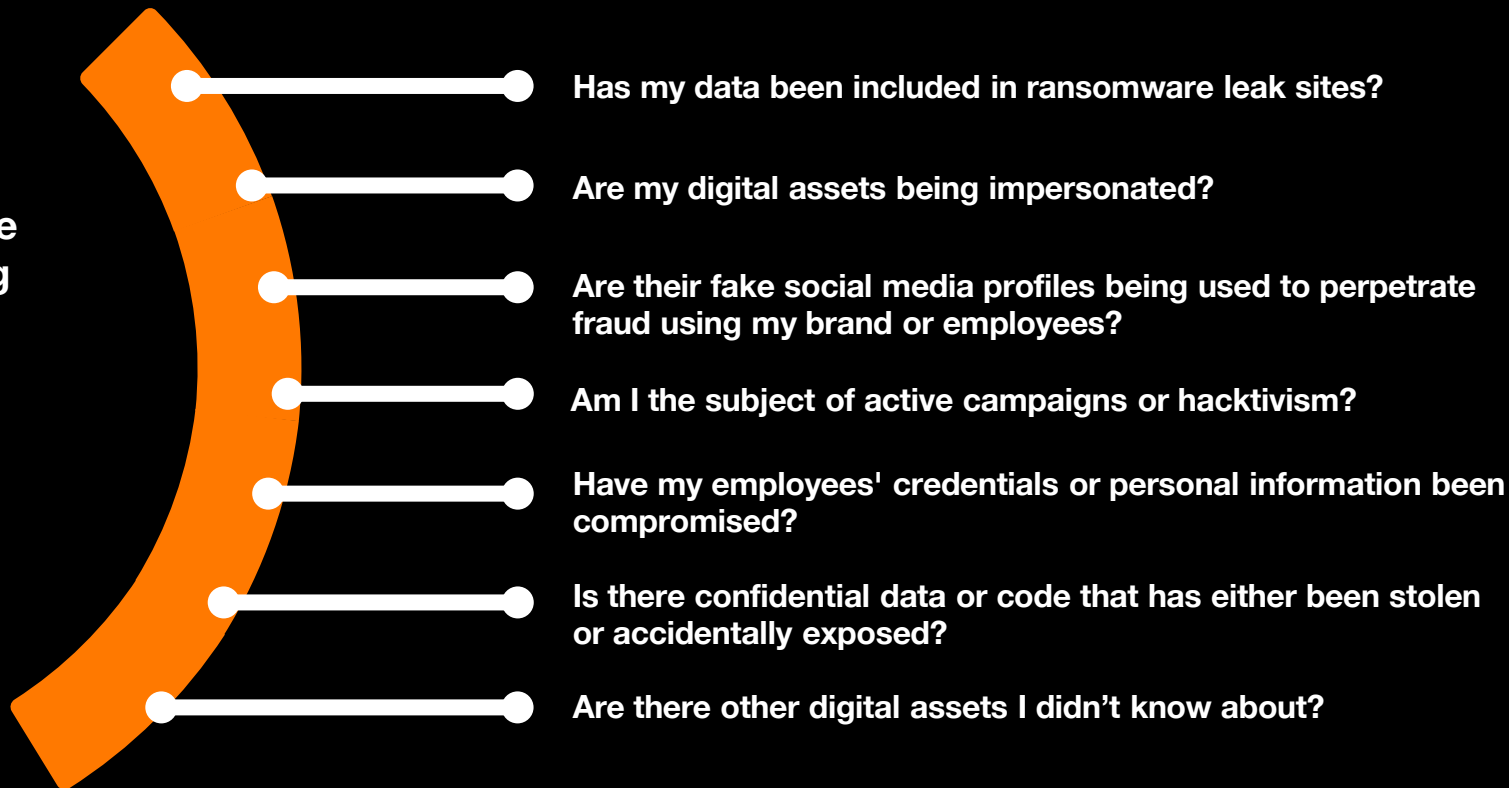 Has my data been included in ransomware leak sites?
Are my digital assets being impersonated?
Are their fake social media profiles being used to perpetrate
fraud using my brand or employees?
Am I the subject of active campaigns or hacktivism?
Have my employees' credentials or personal information been
compromised?
Is there confidential data or code that has either been stolen
or accidentally exposed?
Are there other digital assets I didn’t know about?